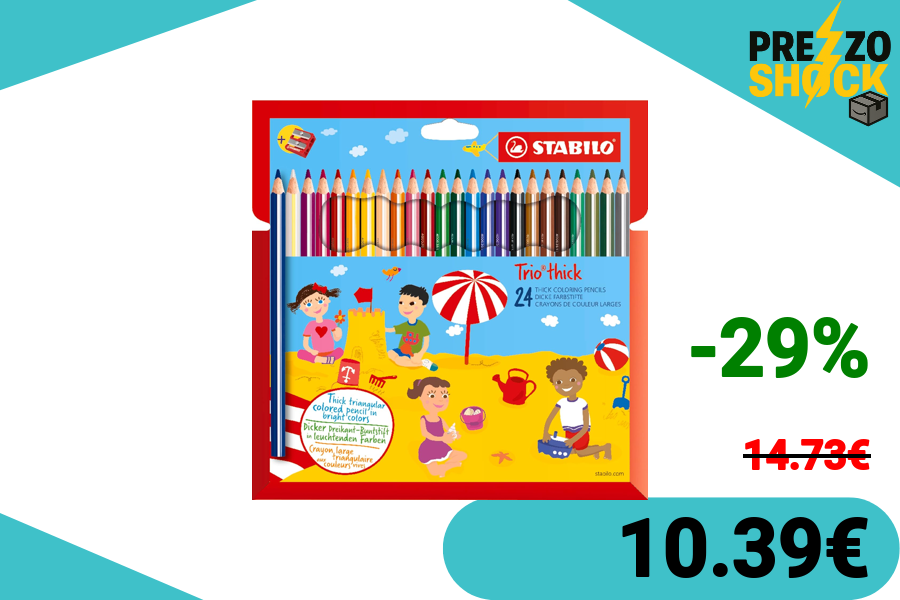 PREZZO
SHOCK
+
STABILO®
Trio® thick
24 THICK COLORING PENCILS
DICKE FARBSTIFTE
CRAYONS DE COULEUR LARGES
-29%
14.73€
10.39€
Thick triangular
colored pencil in
bright colors
Dicker Dreikant-Buntstift
in leuchtenden Farben
Crayon large
triangulaire
aux couleurs vives
stabilo.com